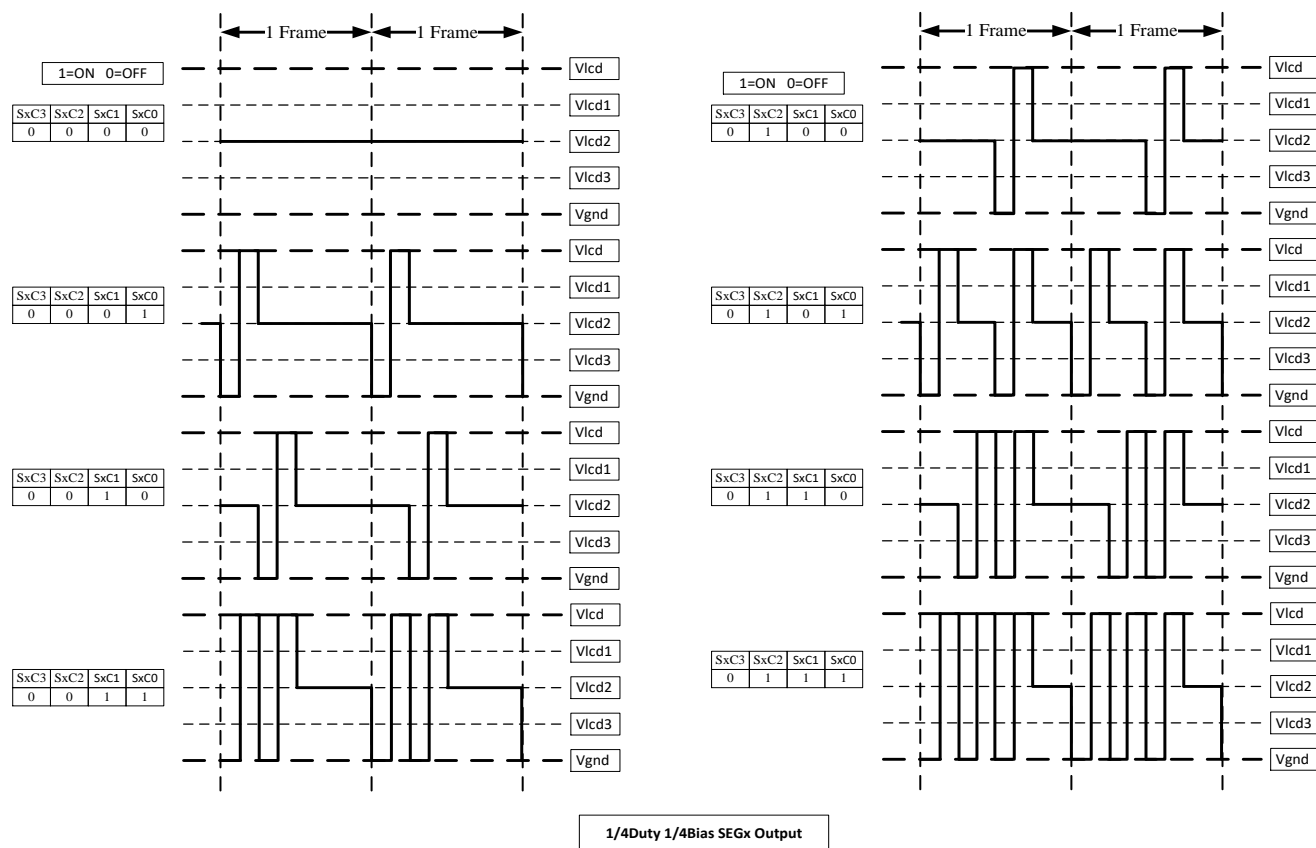 1 Frame 1 Frame
1=ON 0=OFF
SxC3 SxC2 SxC1 SxC0
0 0 0 0
Vlcd
Vlcd1
Vlcd2
Vlcd3
Vgnd
SxC3 SxC2 SxC1 SxC0
0 0 0 1
Vlcd
Vlcd1
Vlcd2
Vlcd3
Vgnd
SxC3 SxC2 SxC1 SxC0
0 0 1 0
Vlcd
Vlcd1
Vlcd2
Vlcd3
Vgnd
SxC3 SxC2 SxC1 SxC0
0 0 1 1
Vlcd
Vlcd1
Vlcd2
Vlcd3
Vgnd
1 Frame 1 Frame
1=ON 0=OFF
SxC3 SxC2 SxC1 SxC0
0 1 0 0
Vlcd
Vlcd1
Vlcd2
Vlcd3
Vgnd
SxC3 SxC2 SxC1 SxC0
0 1 0 1
Vlcd
Vlcd1
Vlcd2
Vlcd3
Vgnd
SxC3 SxC2 SxC1 SxC0
0 1 1 0
Vlcd
Vlcd1
Vlcd2
Vlcd3
Vgnd
SxC3 SxC2 SxC1 SxC0
0 1 1 1
Vlcd
Vlcd1
Vlcd2
Vlcd3
Vgnd
1/4Duty 1/4Bias SEGx Output